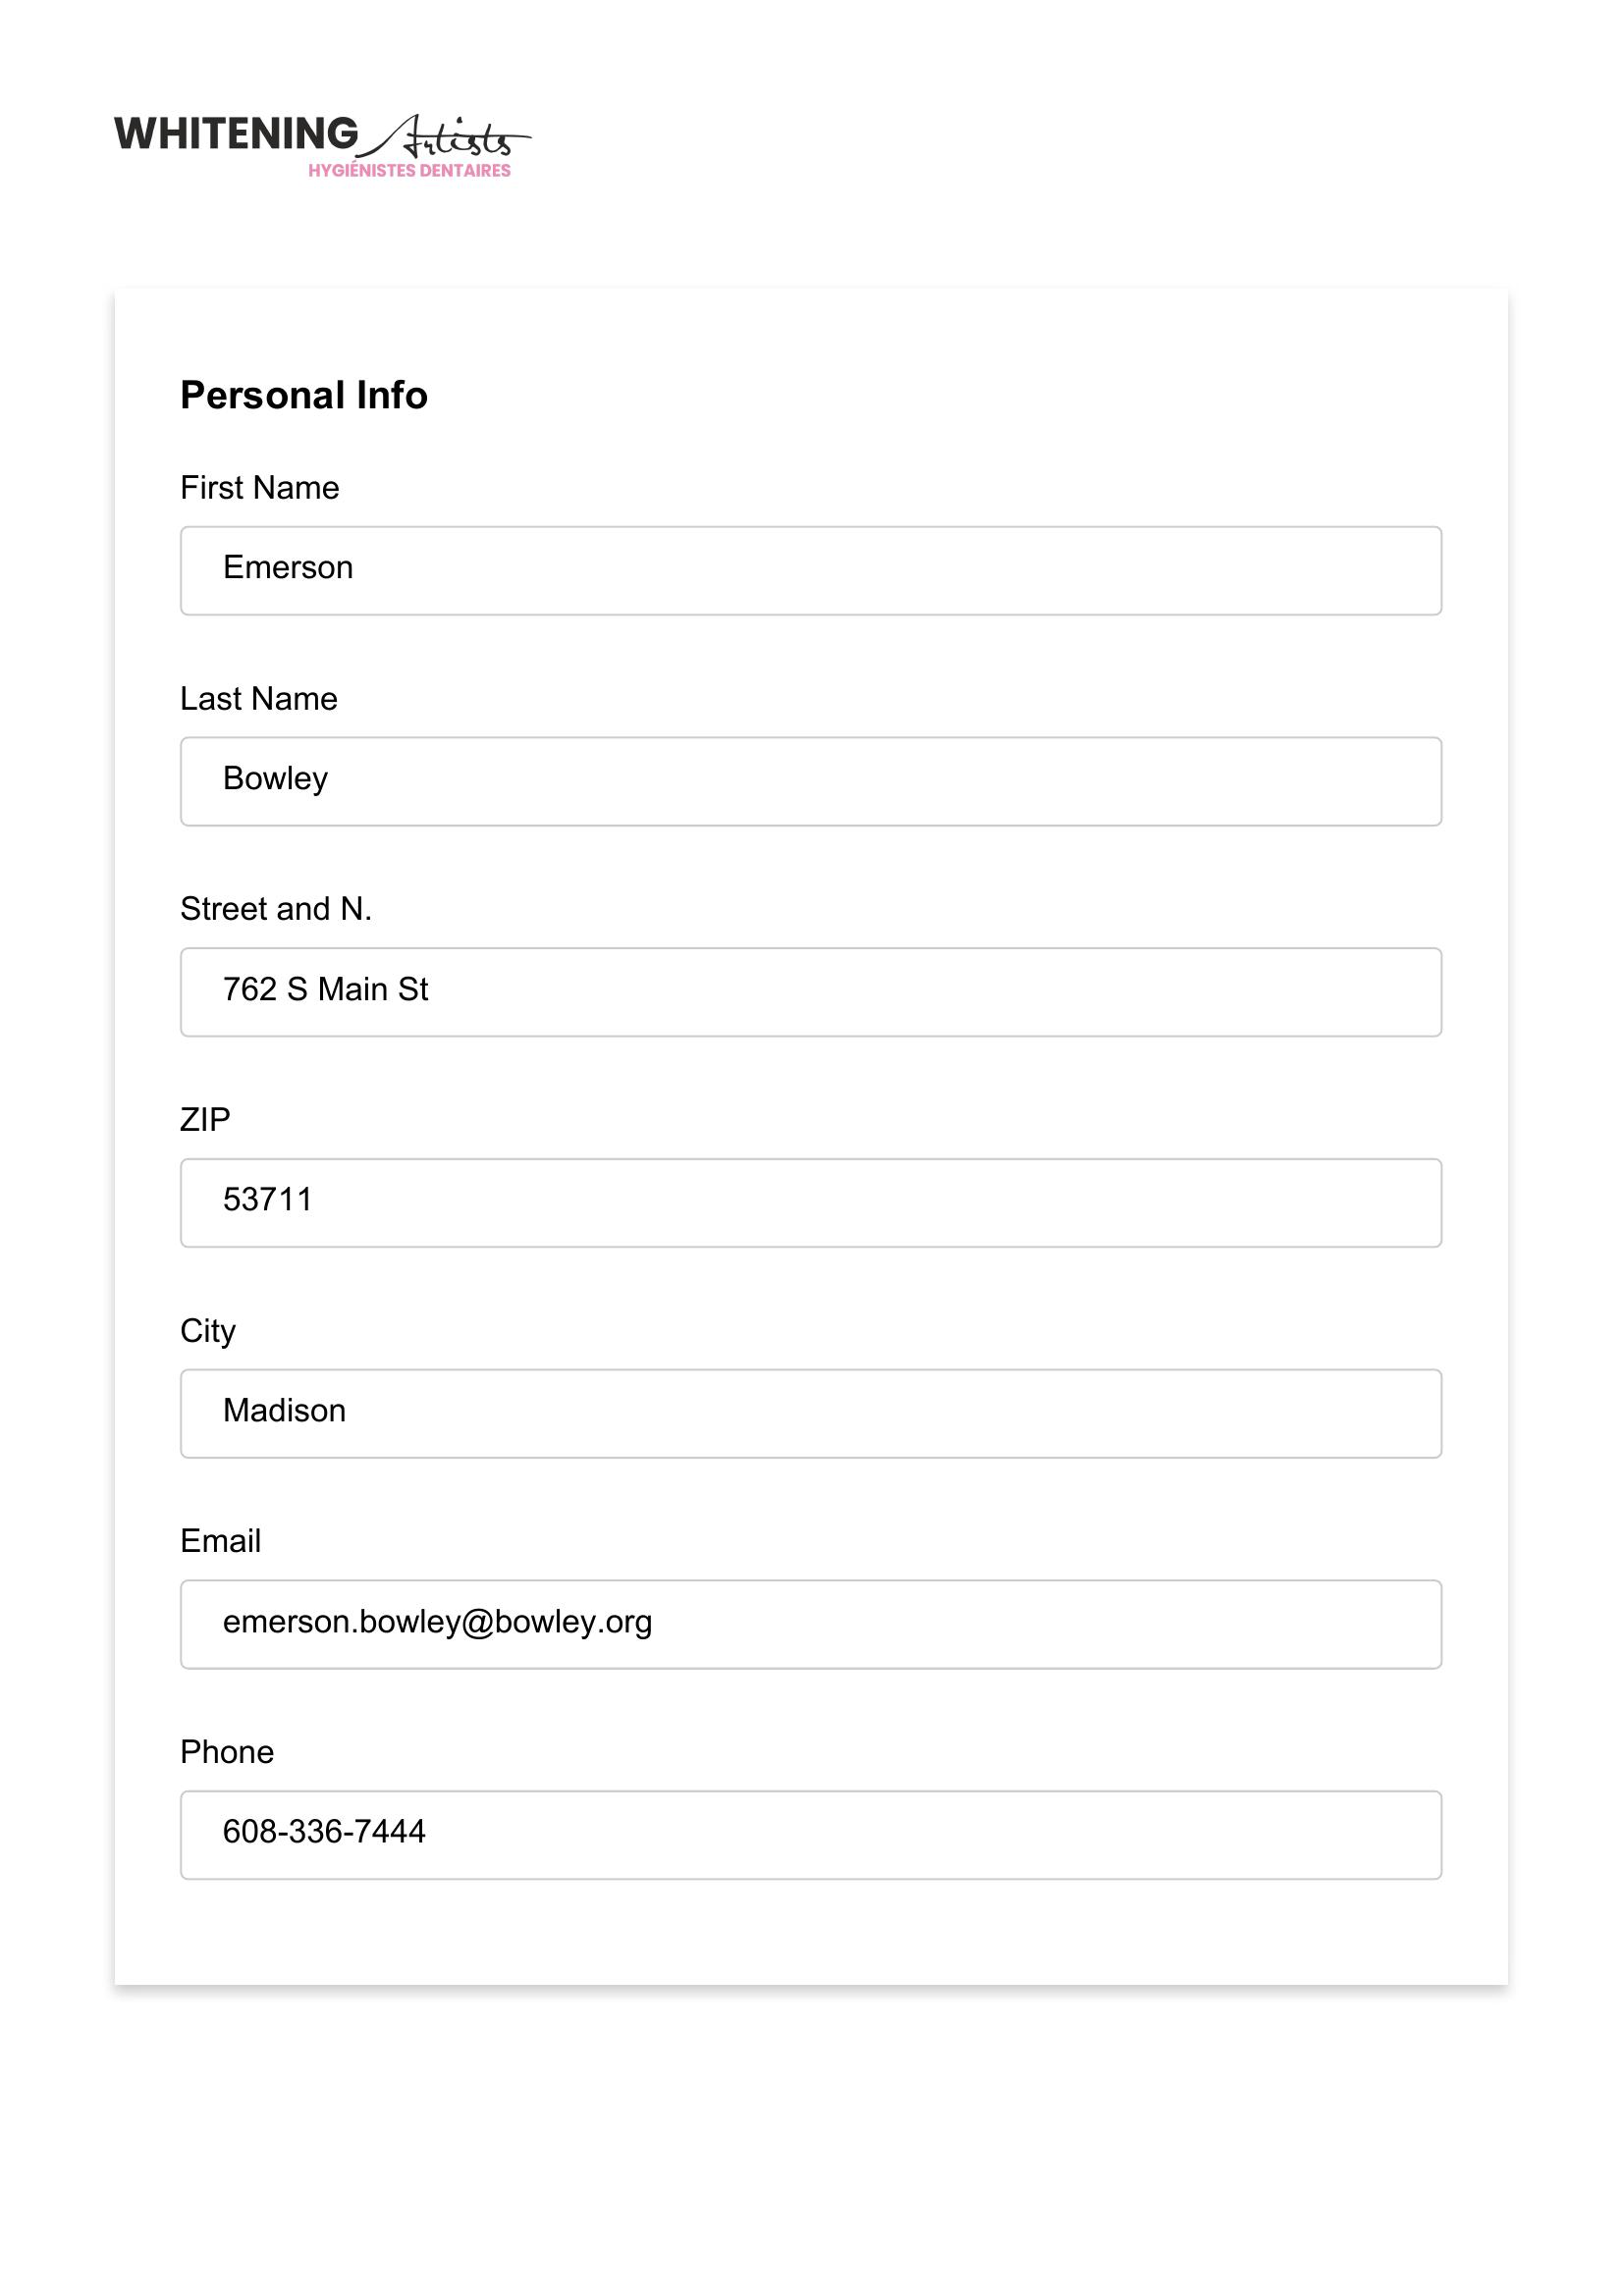 WHITENING Artists
HYGIÉNISTES DENTAIRES
Personal Info
First Name
Emerson
Last Name
Bowley
Street and N.
762 S Main St
ZIP
53711
City
Madison
Email
emerson.bowley@bowley.org
Phone
608-336-7444